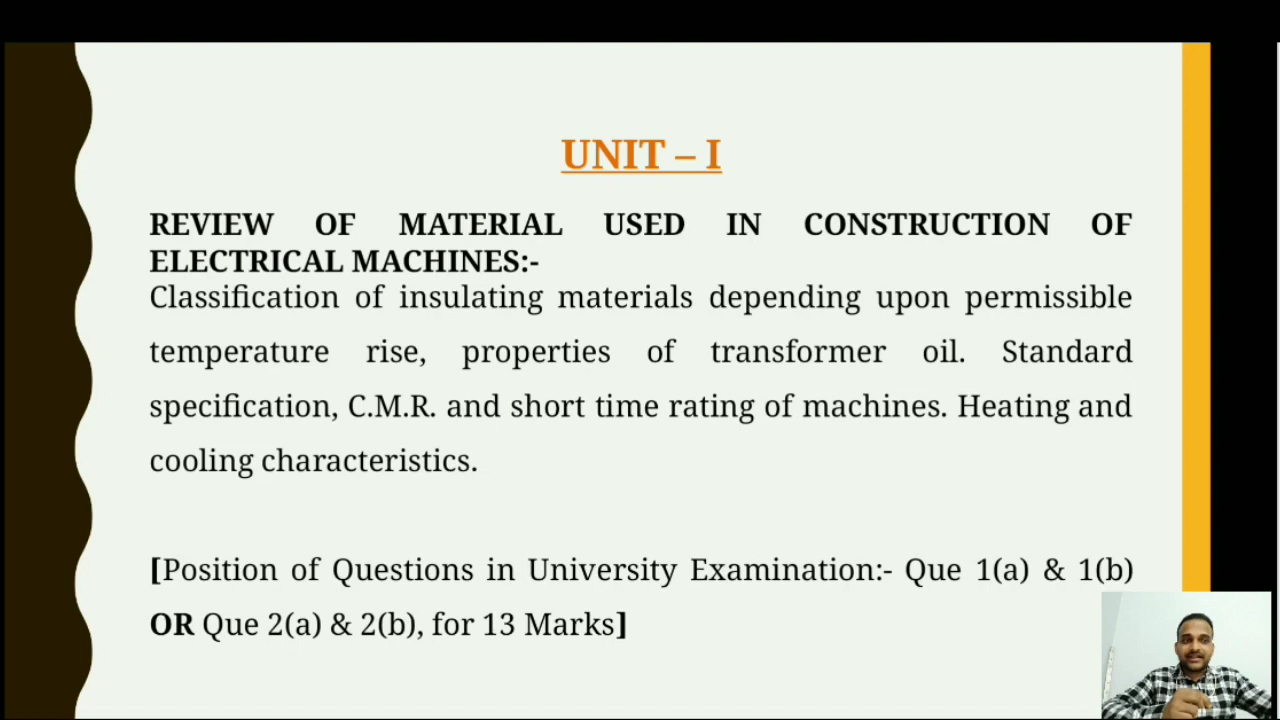 UNIT – I
REVIEW OF MATERIAL USED IN CONSTRUCTION OF
ELECTRICAL MACHINES:-
Classification of insulating materials depending upon permissible
temperature rise, properties of transformer oil. Standard
specification, C.M.R. and short time rating of machines. Heating and
cooling characteristics.
[Position of Questions in University Examination:- Que 1(a) & 1(b)
OR Que 2(a) & 2(b), for 13 Marks]